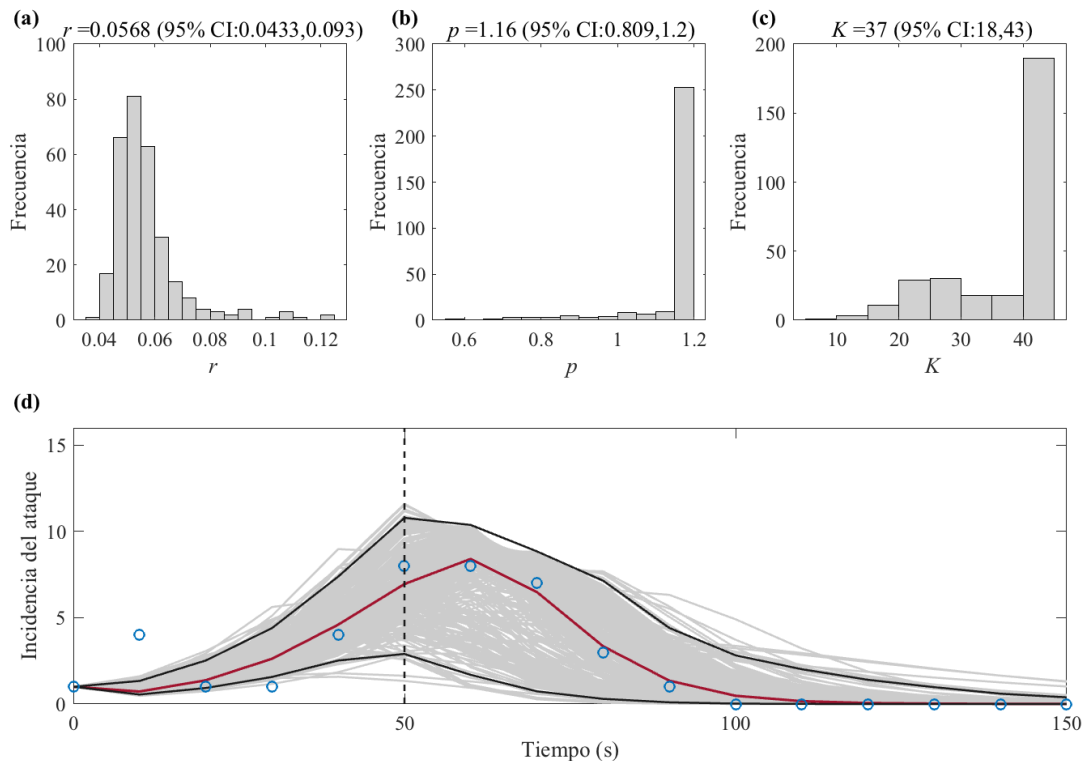 (a)
r =0.0568 (95% CI:0.0433,0.093)
100
80
60
40
20
0
Frecuencia
0.04 0.06 0.08 0.1 0.12
r
(b)
p =1.16 (95% CI:0.809,1.2)
300
250
200
150
100
50
0
Frecuencia
0.6 0.8 1 1.2
p
(c)
K =37 (95% CI:18,43)
200
150
100
50
0
Frecuencia
10 20 30 40
K
(d)
15
10
5
0
Incidencia del ataque
0 50 100 150
Tiempo (s)